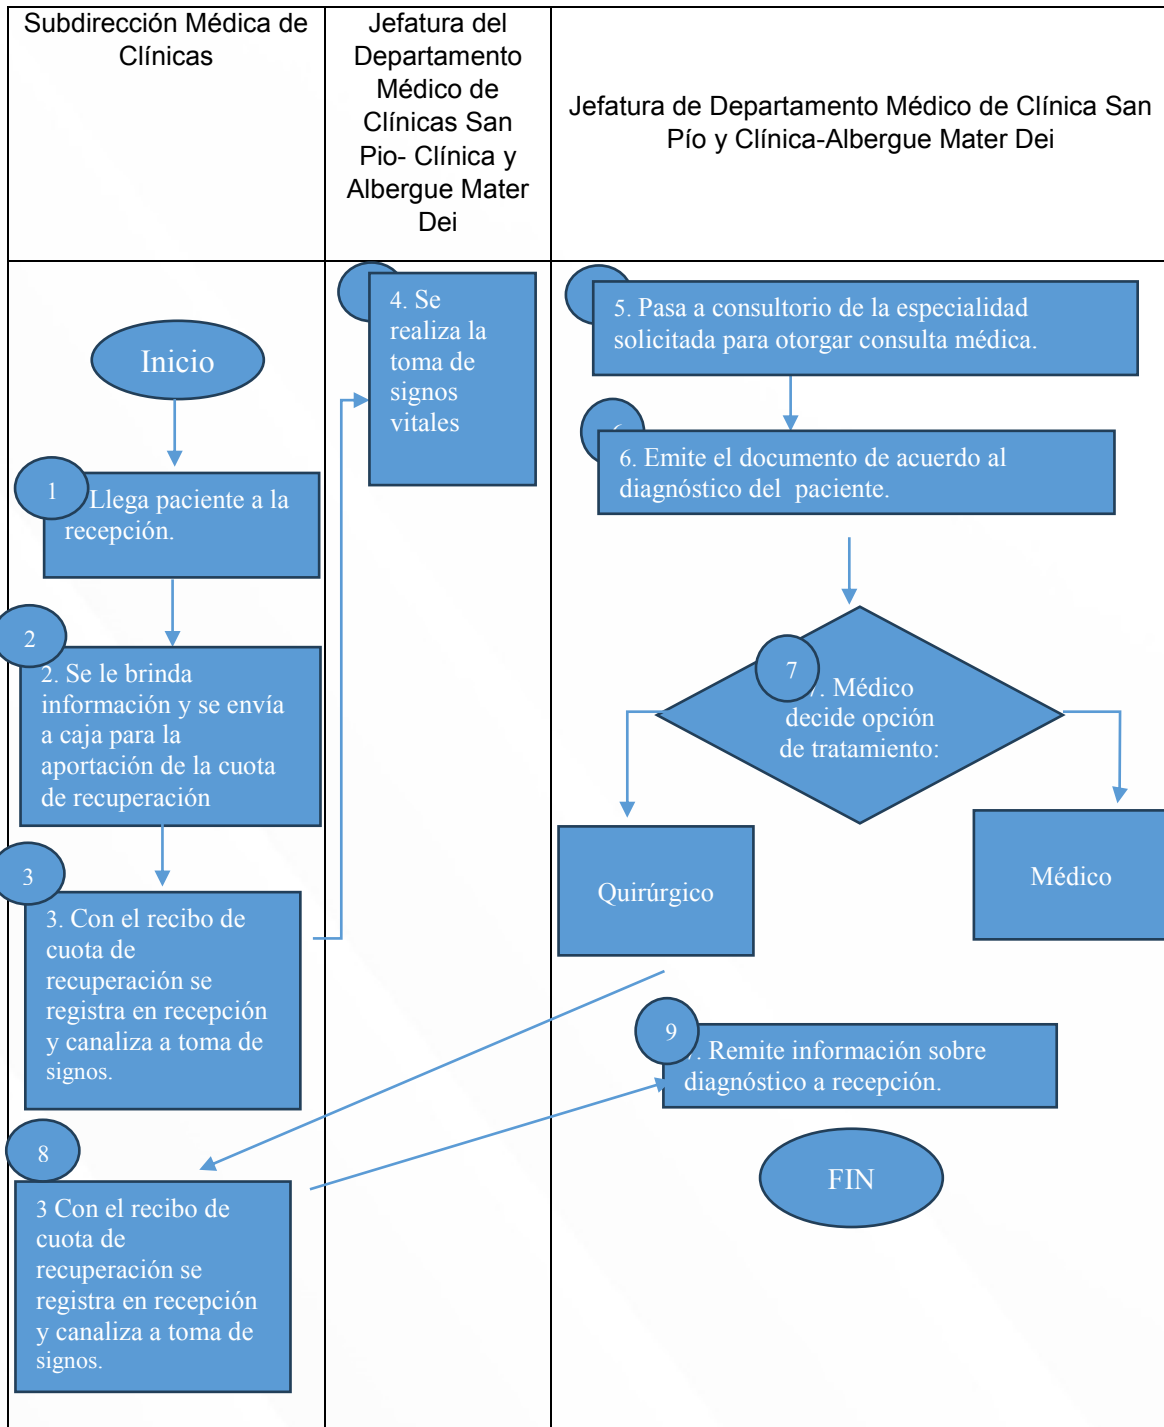 Subdirección Médica de
Clínicas
Jefatura del
Departamento
Médico de
Clínicas San
Pio- Clínica y
Albergue Mater
Dei
Jefatura de Departamento Médico de Clínica San
Pío y Clínica-Albergue Mater Dei
Inicio
1
Llega paciente a la
recepción.
2
2. Se le brinda
información y se envía
a caja para la
aportación de la cuota
de recuperación
3
3. Con el recibo de
cuota de
recuperación se
registra en recepción
y canaliza a toma de
signos.
8
3 Con el recibo de
cuota de
recuperación se
registra en recepción
y canaliza a toma de
signos.
4. Se
realiza la
toma de
signos
vitales
5. Pasa a consultorio de la especialidad
solicitada para otorgar consulta médica.
6. Emite el documento de acuerdo al
diagnóstico del paciente.
7
7. Médico
decide opción
de tratamiento:
Quirúrgico
Médico
9
7. Remite información sobre
diagnóstico a recepción.
FIN